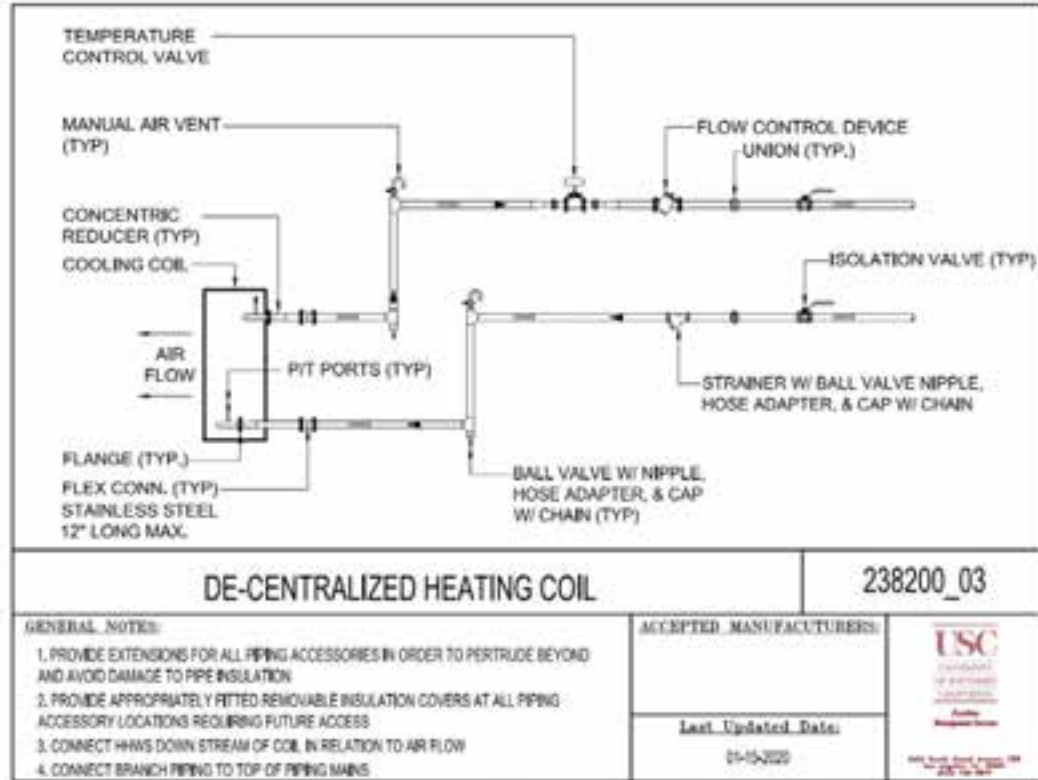 TEMPERATURE
CONTROL VALVE
MANUAL AIR VENT
(TYP)
FLOW CONTROL DEVICE
UNION (TYP.)
CONCENTRIC
REDUCER (TYP)
COOLING COIL
ISOLATION VALVE (TYP)
AIR
FLOW
P/T PORTS (TYP)
STRAINER W/ BALL VALVE NIPPLE,
HOSE ADAPTER, & CAP W/ CHAIN
FLANGE (TYP.)
FLEX CONN. (TYP)
STAINLESS STEEL
12" LONG MAX.
BALL VALVE W/ NIPPLE,
HOSE ADAPTER, & CAP
W/ CHAIN (TYP)
DE-CENTRALIZED HEATING COIL
238200_03
GENERAL NOTES:
1. PROVIDE EXTENSIONS FOR ALL PIPING ACCESSORIES IN ORDER TO PERTRUDE BEYOND
AND AVOID DAMAGE TO PIPE INSULATION
2. PROVIDE APPROPRIATELY FITTED REMOVABLE INSULATION COVERS AT ALL PIPING
ACCESSORY LOCATIONS REQUIRING FUTURE ACCESS
3. CONNECT HHWS DOWN STREAM OF COIL IN RELATION TO AIR FLOW
4. CONNECT BRANCH PIPING TO TOP OF PIPING MAINS
ACCEPTED MANUFACTURERS:
Last Updated Date:
01-15-2020
USC
UNIVERSITY
OF SOUTHERN
CALIFORNIA